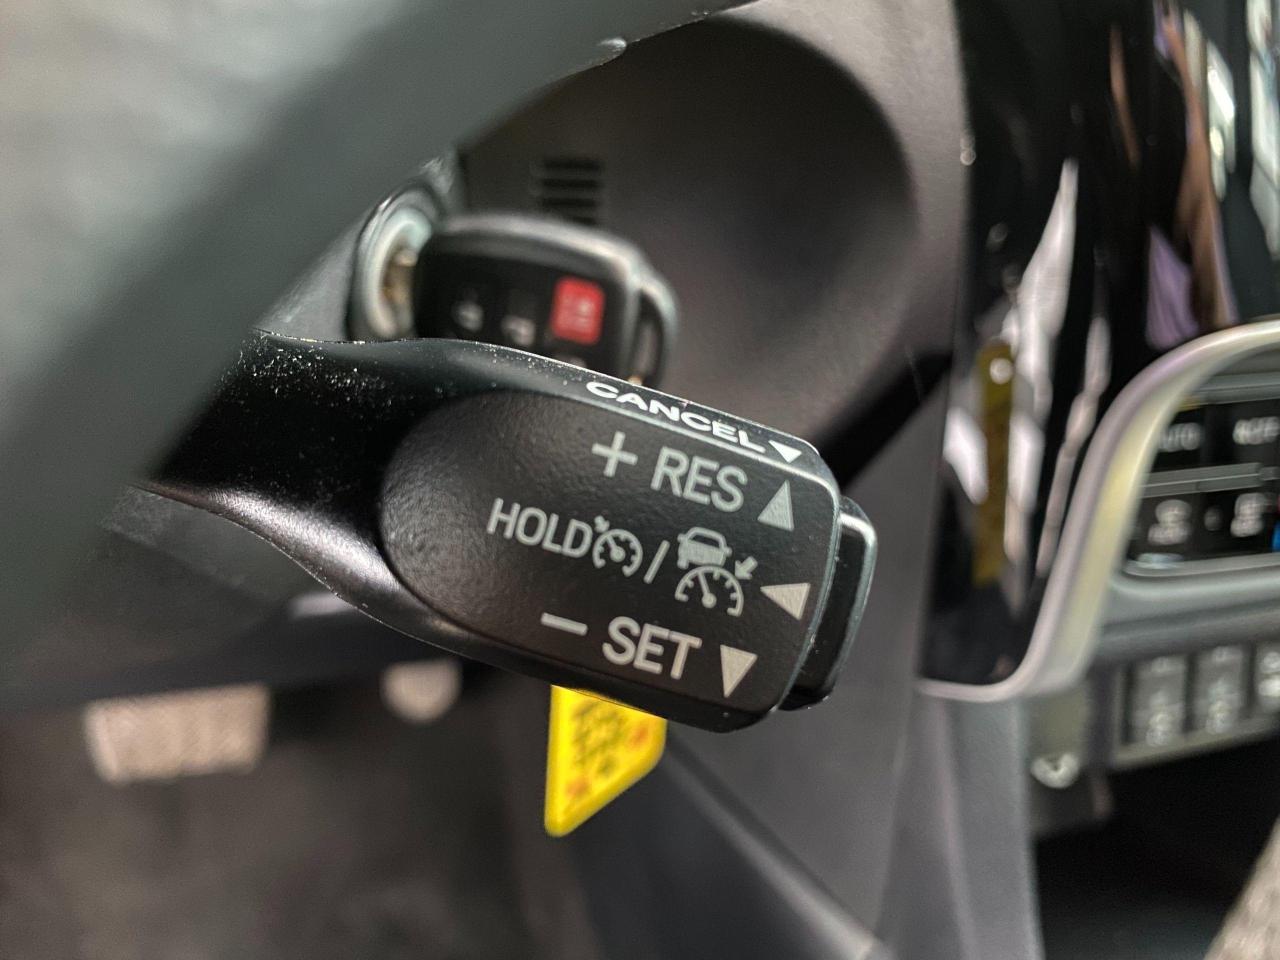 CANCEL
+ RES
HOLD /
− SET